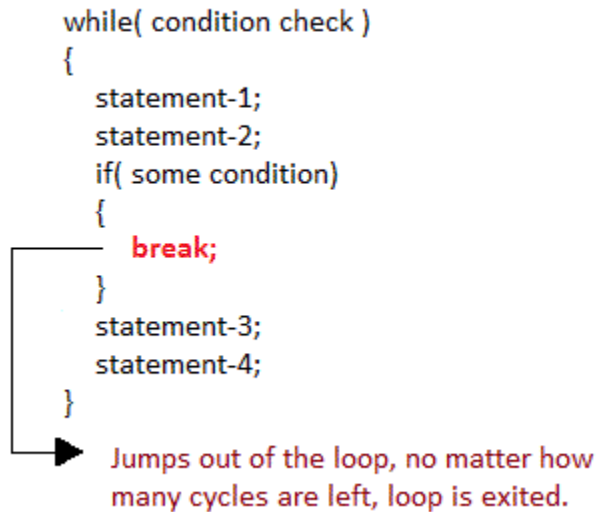 while( condition check )
{
statement-1;
statement-2;
if( some condition)
{
break;
}
statement-3;
statement-4;
}
Jumps out of the loop, no matter how
many cycles are left, loop is exited.